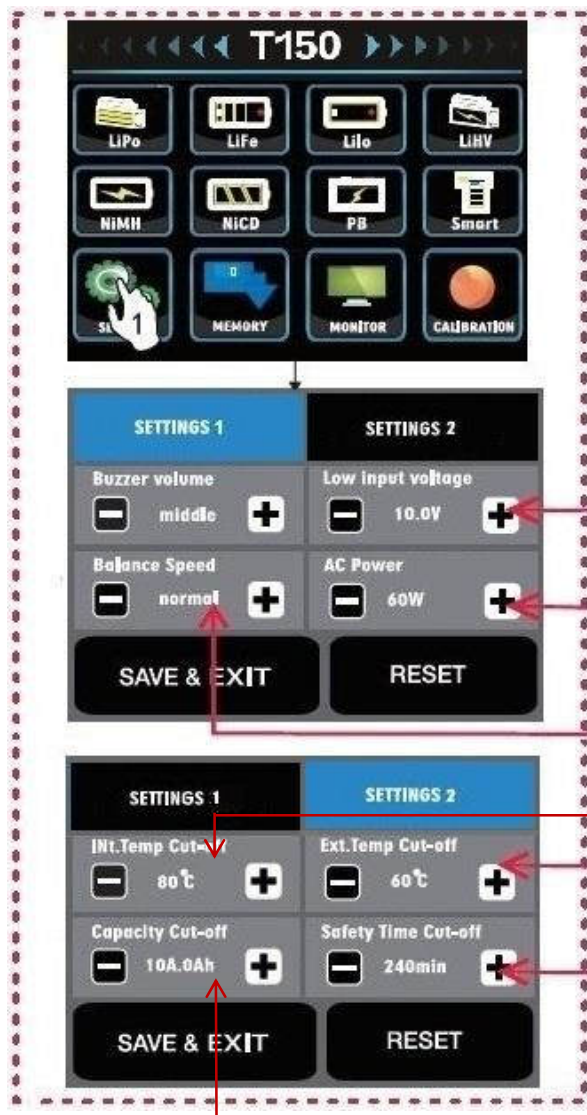 T150
LiPo LiFe LiIo LiHV
NiMH NiCD PB Smart
1 MEMORY MONITOR CALIBRATION
SETTINGS 1 SETTINGS 2
Buzzer volume Low input voltage
middle 10.0V
Balance Speed AC Power
normal 60W
SAVE & EXIT RESET
SETTINGS 1 SETTINGS 2
INt.Temp Cut-off Ext.Temp Cut-off
80℃ 60℃
Capacity Cut-off Safety Time Cut-off
10A.0Ah 240min
SAVE & EXIT RESET